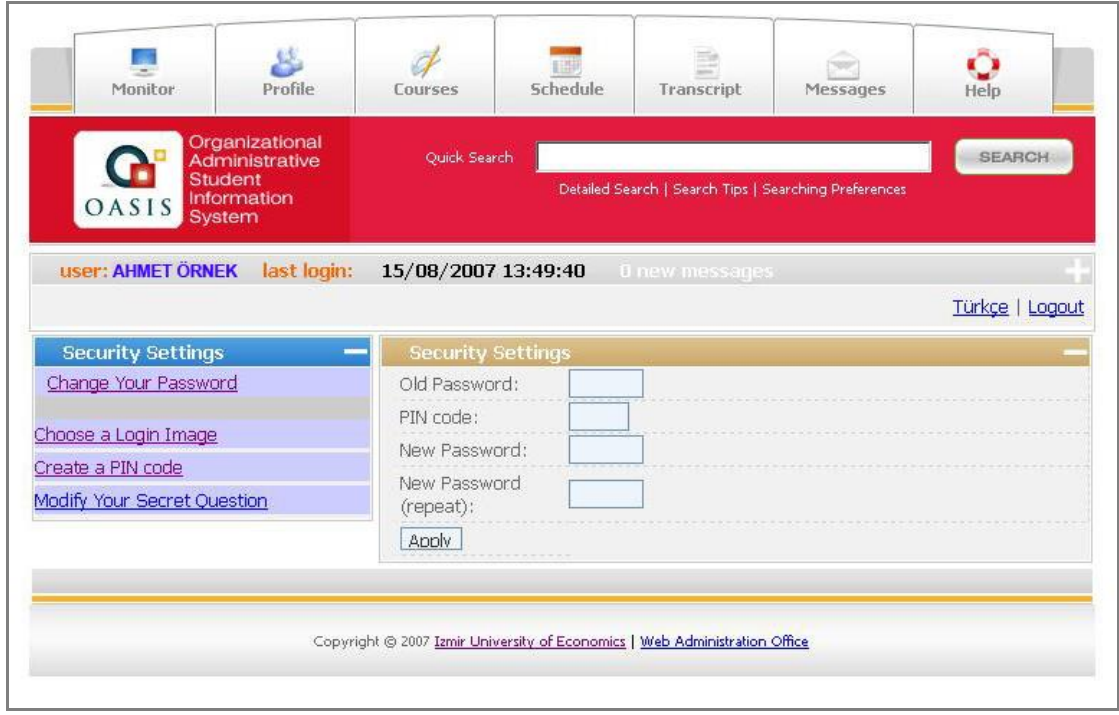 Monitor Profile Courses Schedule Transcript Messages Help
Organizational
Administrative
Student
Information
System
OASIS
Quick Search SEARCH
Detailed Search | Search Tips | Searching Preferences
user: AHMET ÖRNEK last login: 15/08/2007 13:49:40 0 new messages
Türkçe | Logout
Security Settings
Change Your Password
Choose a Login Image
Create a PIN code
Modify Your Secret Question
Security Settings
Old Password:
PIN code:
New Password:
New Password
(repeat):
Apply
Copyright © 2007 Izmir University of Economics | Web Administration Office